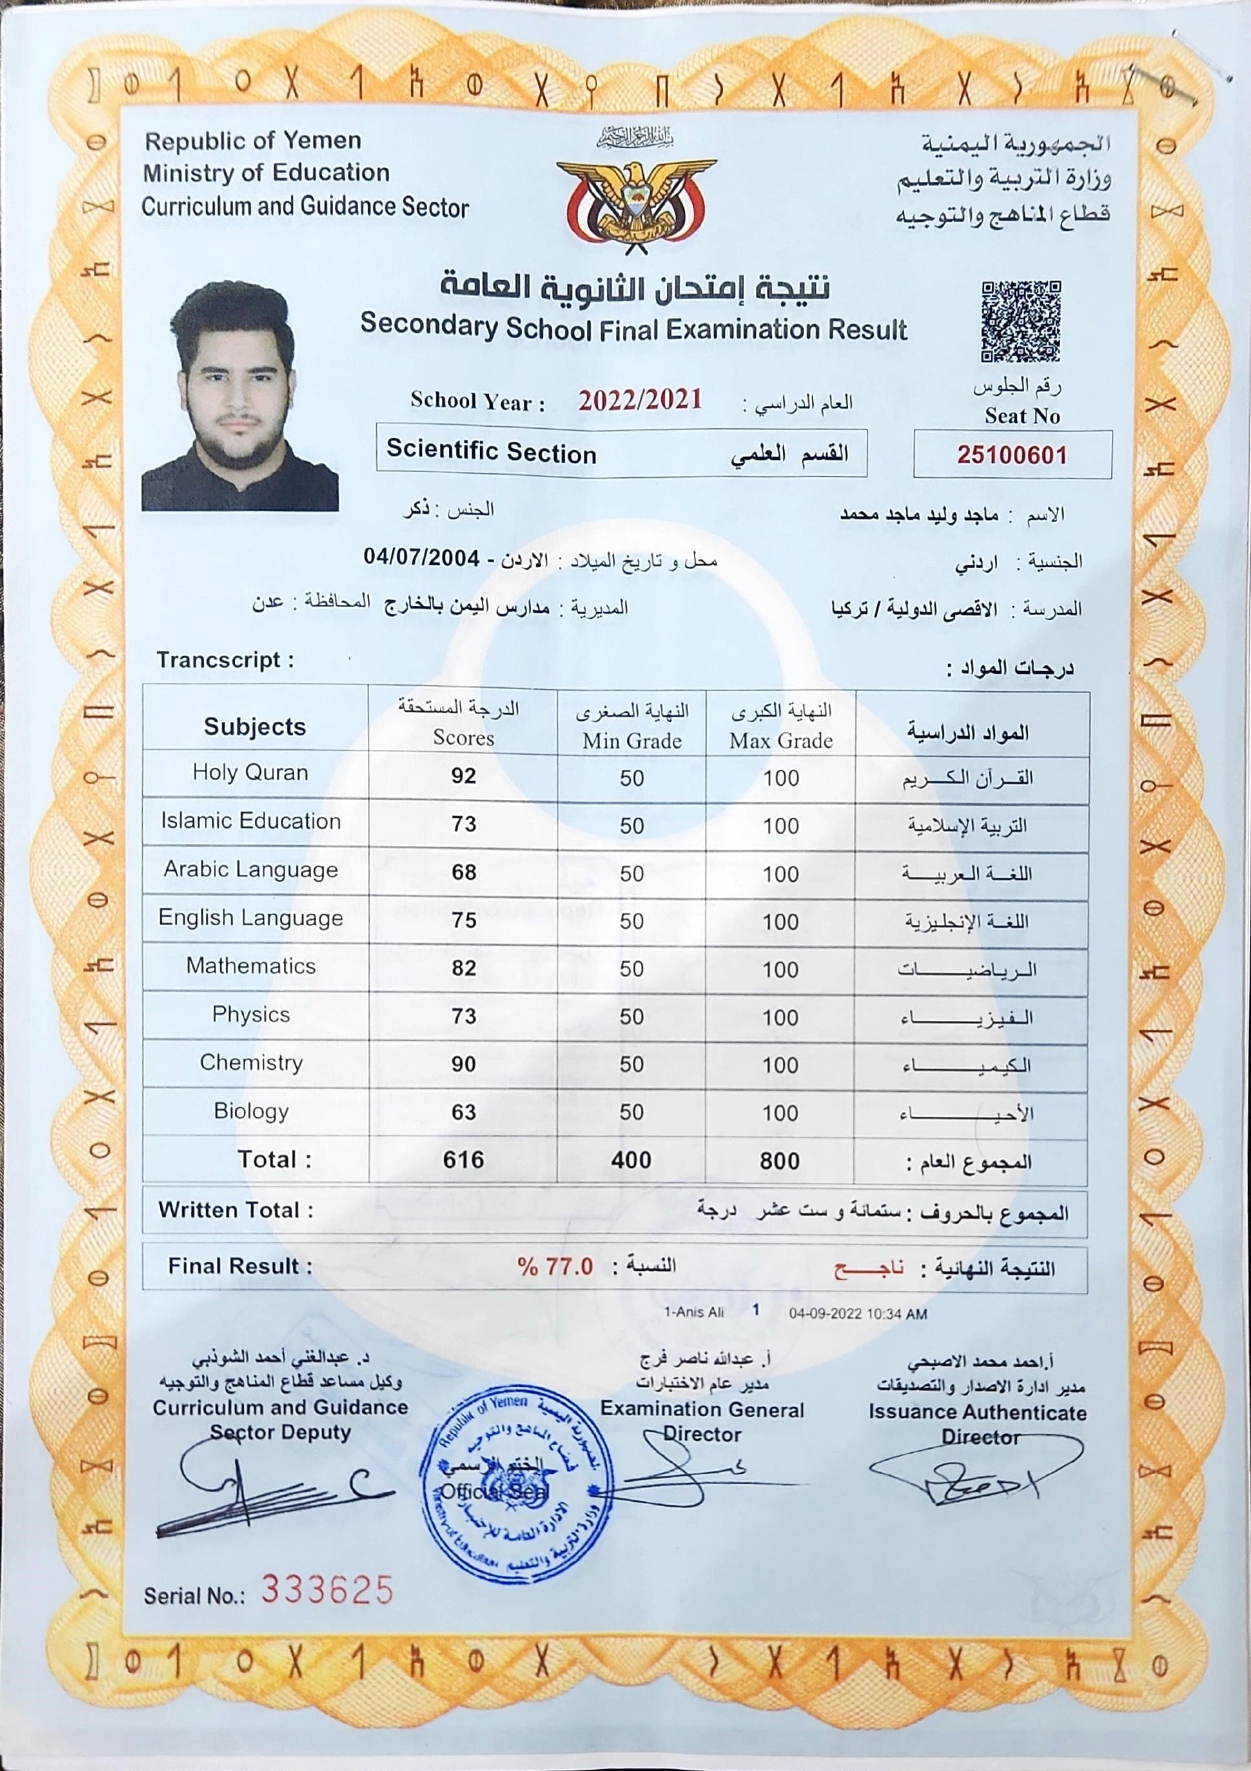 Republic of Yemen
Ministry of Education
Curriculum and Guidance Sector
بسم الله الرحمن الرحيم
الجمهورية اليمنية
وزارة التربية والتعليم
قطاع المناهج والتوجيه
نتيجة إمتحان الثانوية العامة
Secondary School Final Examination Result
School Year : 2022/2021 العام الدراسي :
رقم الجلوس
Seat No
Scientific Section القسم العلمي
25100601
الاسم : ماجد وليد ماجد محمد الجنس : ذكر
الجنسية : اردني محل و تاريخ الميلاد : الاردن - 04/07/2004
المدرسة : الاقصى الدولية / تركيا المديرية : مدارس اليمن بالخارج المحافظة : عدن
Trancscript : درجات المواد :
Subjects الدرجة المستحقة Scores النهاية الصغرى Min Grade النهاية الكبرى Max Grade المواد الدراسية
Holy Quran 92 50 100 القرآن الكريم
Islamic Education 73 50 100 التربية الإسلامية
Arabic Language 68 50 100 اللغة العربية
English Language 75 50 100 اللغة الإنجليزية
Mathematics 82 50 100 الرياضيات
Physics 73 50 100 الفيزياء
Chemistry 90 50 100 الكيمياء
Biology 63 50 100 الأحياء
Total : 616 400 800 المجموع العام :
Written Total : المجموع بالحروف : ستمائة و ست عشر درجة
Final Result : % 77.0 النسبة : النتيجة النهائية : ناجح
1-Anis Ali 1 04-09-2022 10:34 AM
د. عبدالغني أحمد الشوذبي
وكيل مساعد قطاع المناهج والتوجيه
Curriculum and Guidance
Sector Deputy
أ. عبدالله ناصر فرج
مدير عام الاختبارات
Examination General
Director
أ.احمد محمد الاصبحي
مدير ادارة الاصدار والتصديقات
Issuance Authenticate
Director
الختم الرسمي
Official Seal
Republic of Yemen الجمهورية اليمنية
قطاع المناهج والتوجيه
الادارة العامة للإختبارات
Ministry of Education وزارة التربية والتعليم
Serial No.: 333625